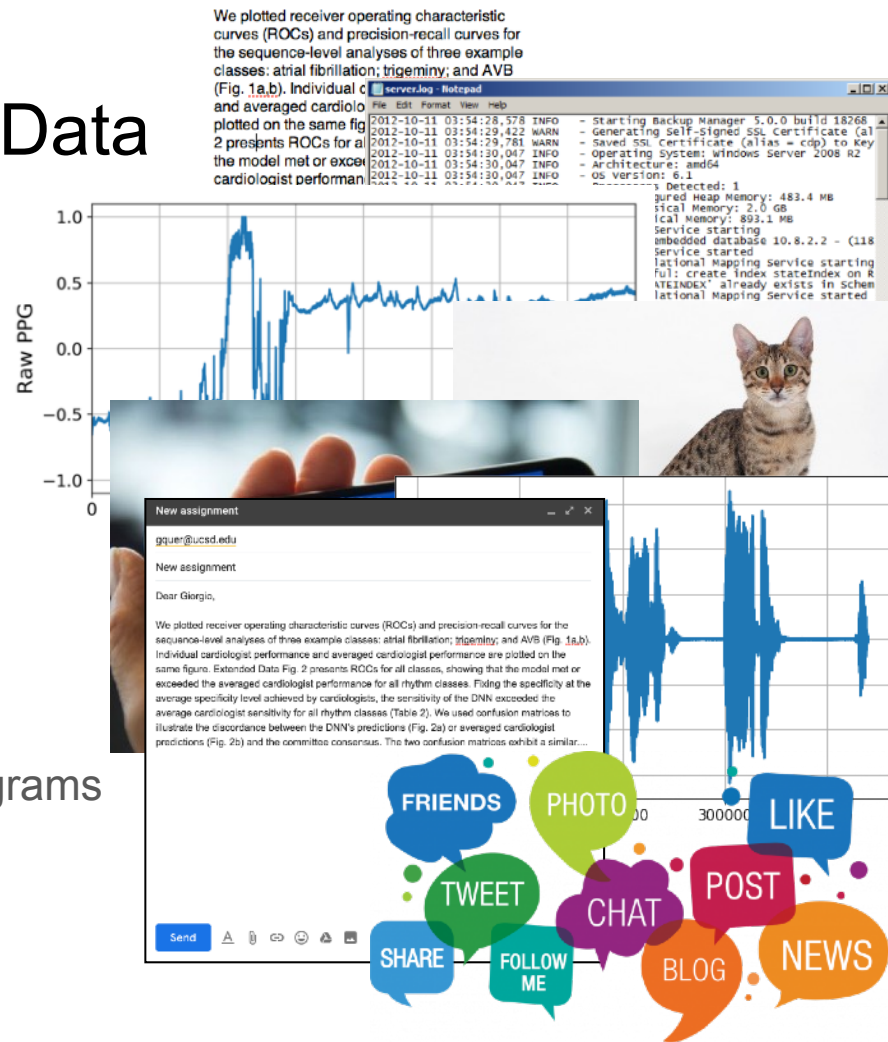 We plotted receiver operating characteristic
curves (ROCs) and precision-recall curves for
the sequence-level analyses of three example
classes: atrial fibrillation; trigeminy; and AVB
(Fig. 1a,b). Individual c
and averaged cardiolo
plotted on the same fig
2 presents ROCs for al
the model met or excee
cardiologist performan
Data
server.log - Notepad
File Edit Format View Help
2012-10-11 03:54:28,578 INFO - Starting Backup Manager 5.0.0 build 18268
2012-10-11 03:54:29,422 WARN - Generating Self-Signed SSL Certificate (al
2012-10-11 03:54:29,781 WARN - Saved SSL Certificate (alias = cdp) to Key
2012-10-11 03:54:30,047 INFO - Operating System: Windows Server 2008 R2
2012-10-11 03:54:30,047 INFO - Architecture: amd64
2012-10-11 03:54:30,047 INFO - OS Version: 6.1
s Detected: 1
gured Heap Memory: 483.4 MB
sical Memory: 2.0 GB
ical Memory: 893.1 MB
Service starting
embedded database 10.8.2.2 - (118
Service started
lational Mapping Service starting
ful: create index stateIndex on R
ATEINDEX' already exists in Schem
lational Mapping Service started
1.0
0.5
0.0
−0.5
−1.0
Raw PPG
0
New assignment
gquer@ucsd.edu
New assignment
Dear Giorgio,
We plotted receiver operating characteristic curves (ROCs) and precision-recall curves for the
sequence-level analyses of three example classes: atrial fibrillation; trigeminy; and AVB (Fig. 1a,b).
Individual cardiologist performance and averaged cardiologist performance are plotted on the
same figure. Extended Data Fig. 2 presents ROCs for all classes, showing that the model met or
exceeded the averaged cardiologist performance for all rhythm classes. Fixing the specificity at the
average specificity level achieved by cardiologists, the sensitivity of the DNN exceeded the
average cardiologist sensitivity for all rhythm classes (Table 2). We used confusion matrices to
illustrate the discordance between the DNN's predictions (Fig. 2a) or averaged cardiologist
predictions (Fig. 2b) and the committee consensus. The two confusion matrices exhibit a similar....
Send
grams
00
300000
FRIENDS
PHOTO
LIKE
TWEET
CHAT
POST
SHARE
FOLLOW
ME
BLOG
NEWS